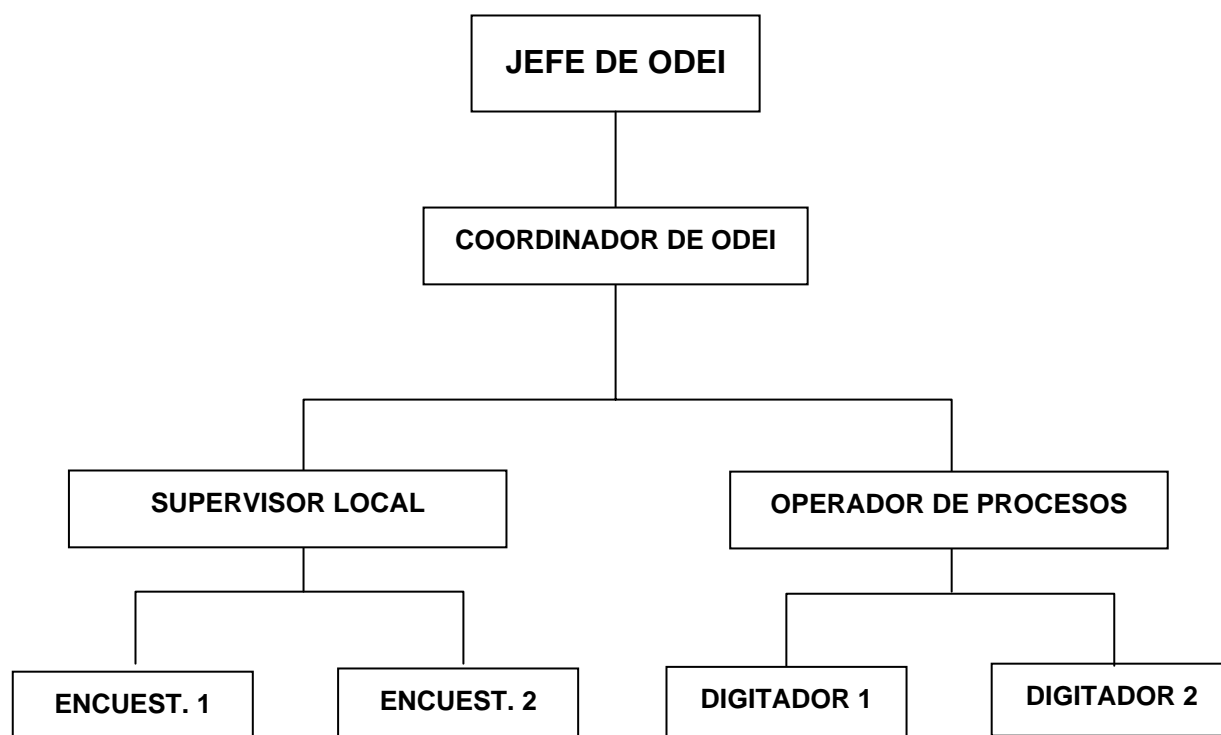 JEFE DE ODEI
COORDINADOR DE ODEI
SUPERVISOR LOCAL
OPERADOR DE PROCESOS
ENCUEST. 1
ENCUEST. 2
DIGITADOR 1
DIGITADOR 2